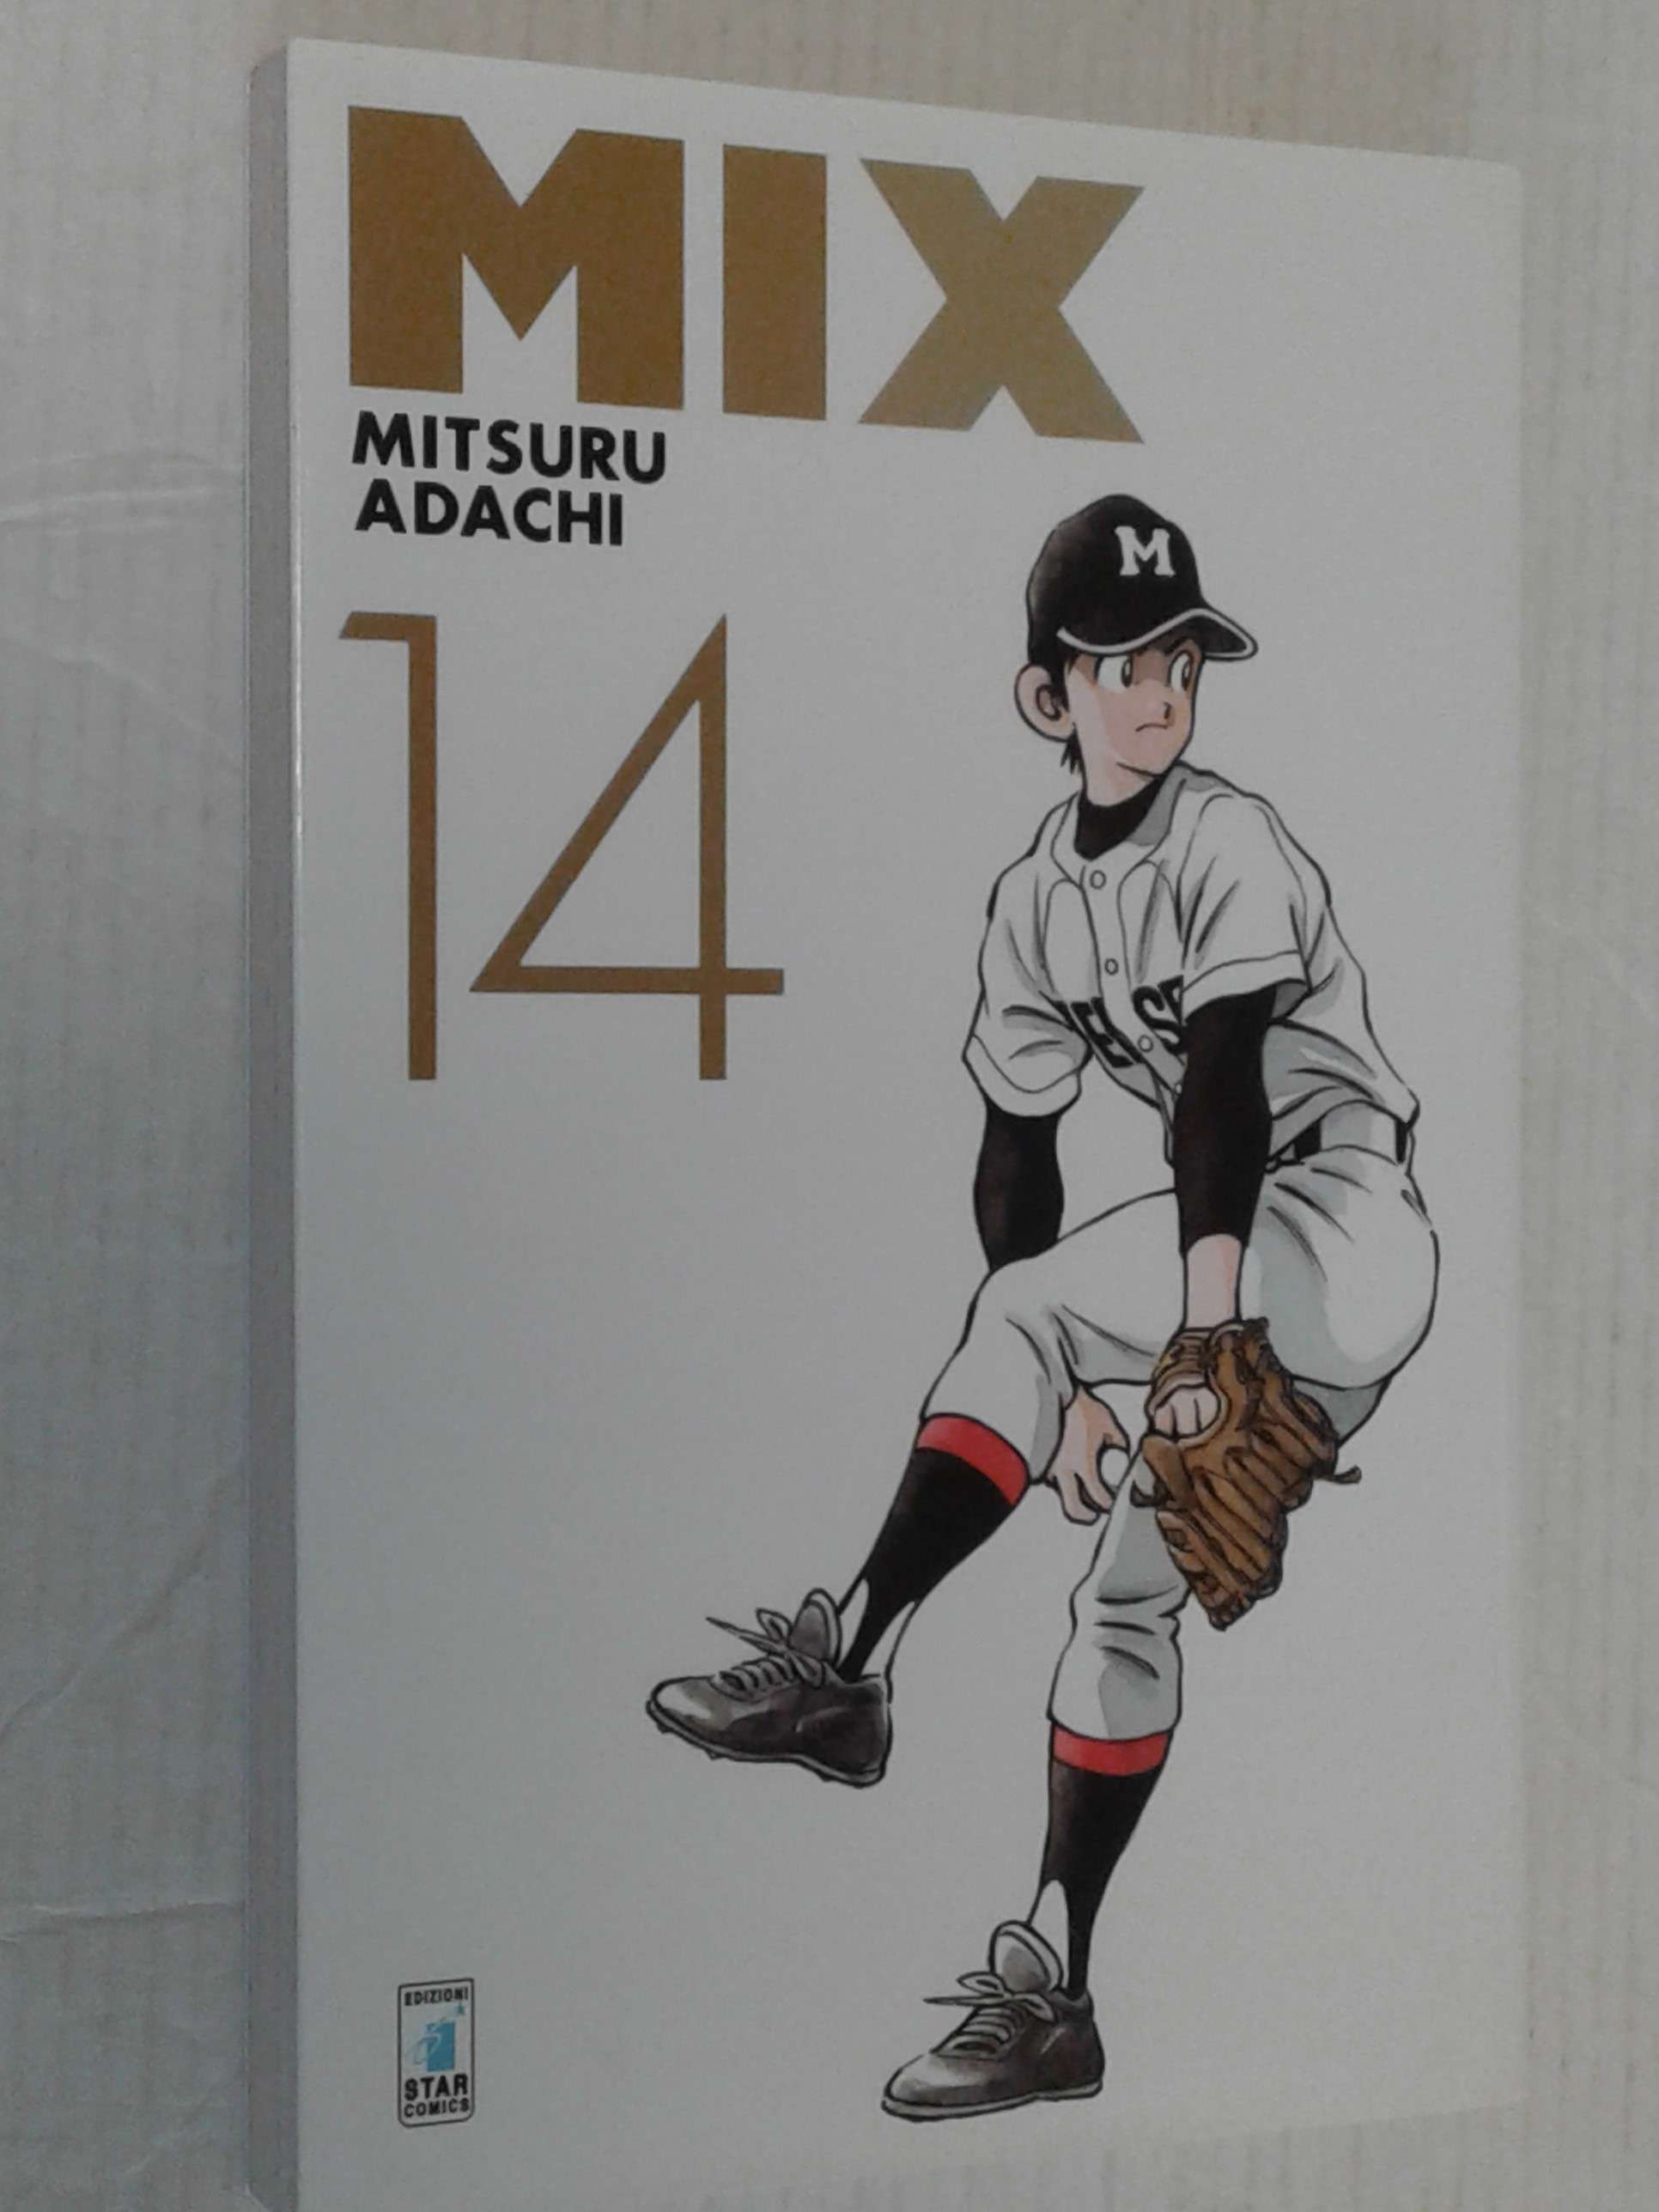 MIX
MITSURU
ADACHI
14
M
EDIZIONI
STAR
COMICS